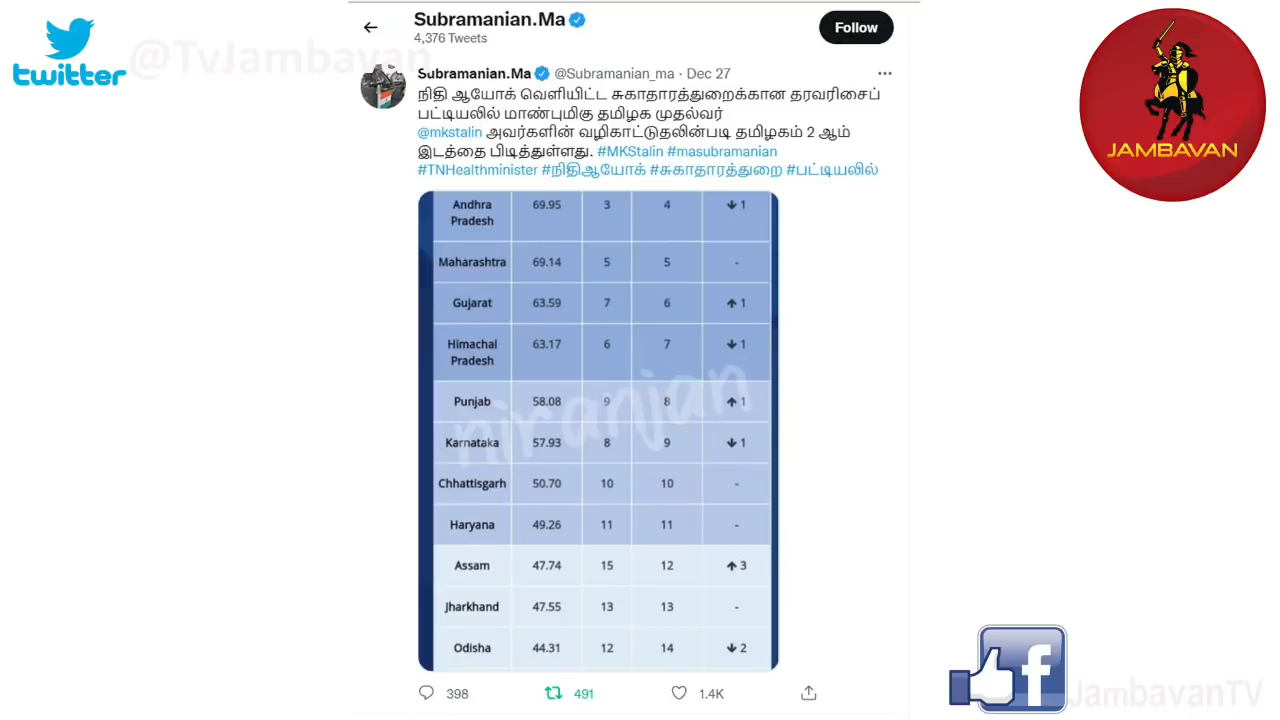 Subramanian.Ma
4,376 Tweets
Follow
twitter
@TvJambavan
JAMBAVAN
Subramanian.Ma @Subramanian_ma · Dec 27
நிதி ஆயோக் வெளியிட்ட சுகாதாரத்துறைக்கான தரவரிசைப்
பட்டியலில் மாண்புமிகு தமிழக முதல்வர்
@mkstalin அவர்களின் வழிகாட்டுதலின்படி தமிழகம் 2 ஆம்
இடத்தை பிடித்துள்ளது. #MKStalin #masubramanian
#TNHealthminister #நிதிஆயோக் #சுகாதாரத்துறை #பட்டியலில்
Andhra Pradesh 69.95 3 4 ↓ 1
Maharashtra 69.14 5 5 -
Gujarat 63.59 7 6 ↑ 1
Himachal Pradesh 63.17 6 7 ↓ 1
Punjab 58.08 9 8 ↑ 1
Karnataka 57.93 8 9 ↓ 1
Chhattisgarh 50.70 10 10 -
Haryana 49.26 11 11 -
Assam 47.74 15 12 ↑ 3
Jharkhand 47.55 13 13 -
Odisha 44.31 12 14 ↓ 2
niranjan
398 491 1.4K
f
JambavanTV